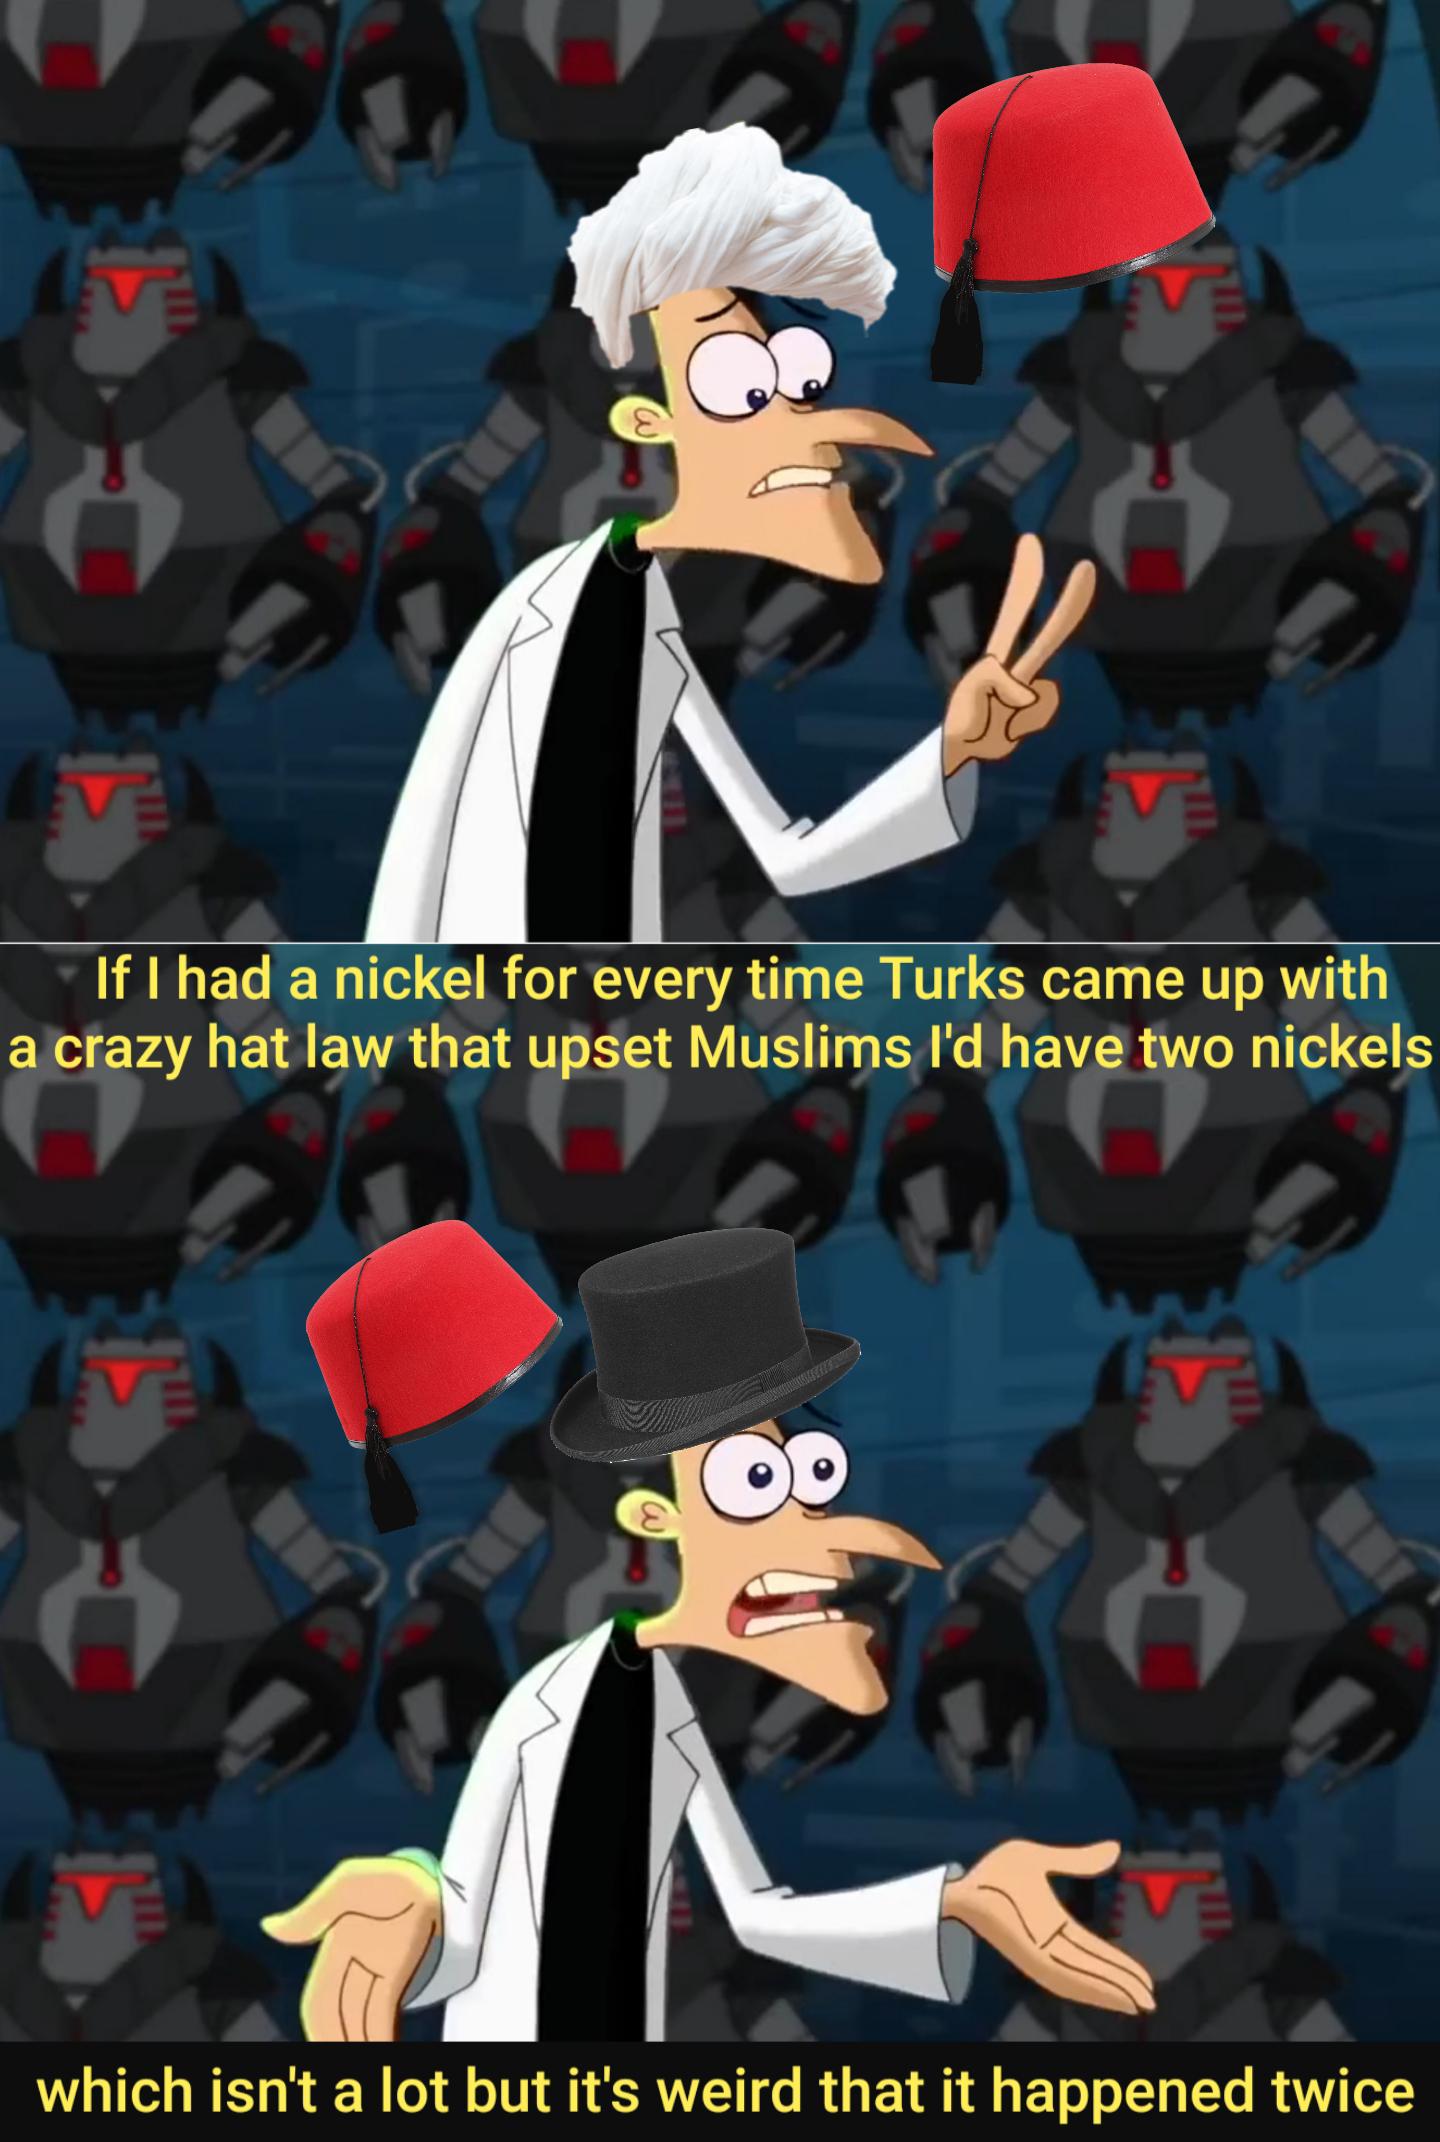 If I had a nickel for every time Turks came up with
a crazy hat law that upset Muslims I'd have two nickels
which isn't a lot but it's weird that it happened twice